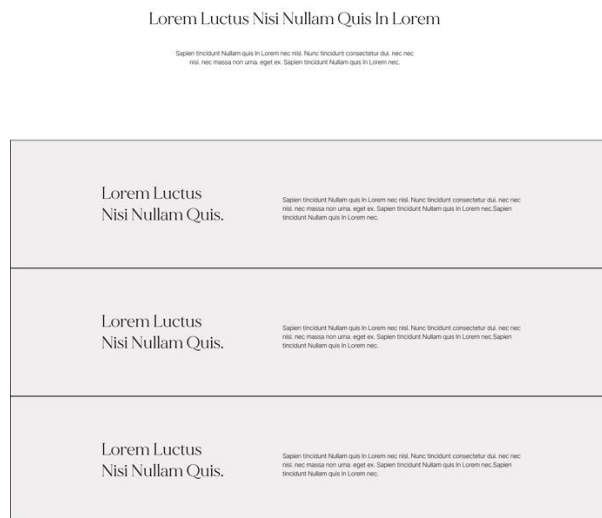 Lorem Luctus Nisi Nullam Quis In Lorem
Sapien tincidunt Nullam quis In Lorem nec nisl. Nunc tincidunt consectetur dui. nec nec
nisl. nec massa non urna. eget ex. Sapien tincidunt Nullam quis In Lorem nec.
Lorem Luctus
Nisi Nullam Quis.
Sapien tincidunt Nullam quis In Lorem nec nisl. Nunc tincidunt consectetur dui. nec nec
nisl. nec massa non urna. eget ex. Sapien tincidunt Nullam quis In Lorem nec.Sapien
tincidunt Nullam quis In Lorem nec.
Lorem Luctus
Nisi Nullam Quis.
Sapien tincidunt Nullam quis In Lorem nec nisl. Nunc tincidunt consectetur dui. nec nec
nisl. nec massa non urna. eget ex. Sapien tincidunt Nullam quis In Lorem nec.Sapien
tincidunt Nullam quis In Lorem nec.
Lorem Luctus
Nisi Nullam Quis.
Sapien tincidunt Nullam quis In Lorem nec nisl. Nunc tincidunt consectetur dui. nec nec
nisl. nec massa non urna. eget ex. Sapien tincidunt Nullam quis In Lorem nec.Sapien
tincidunt Nullam quis In Lorem nec.